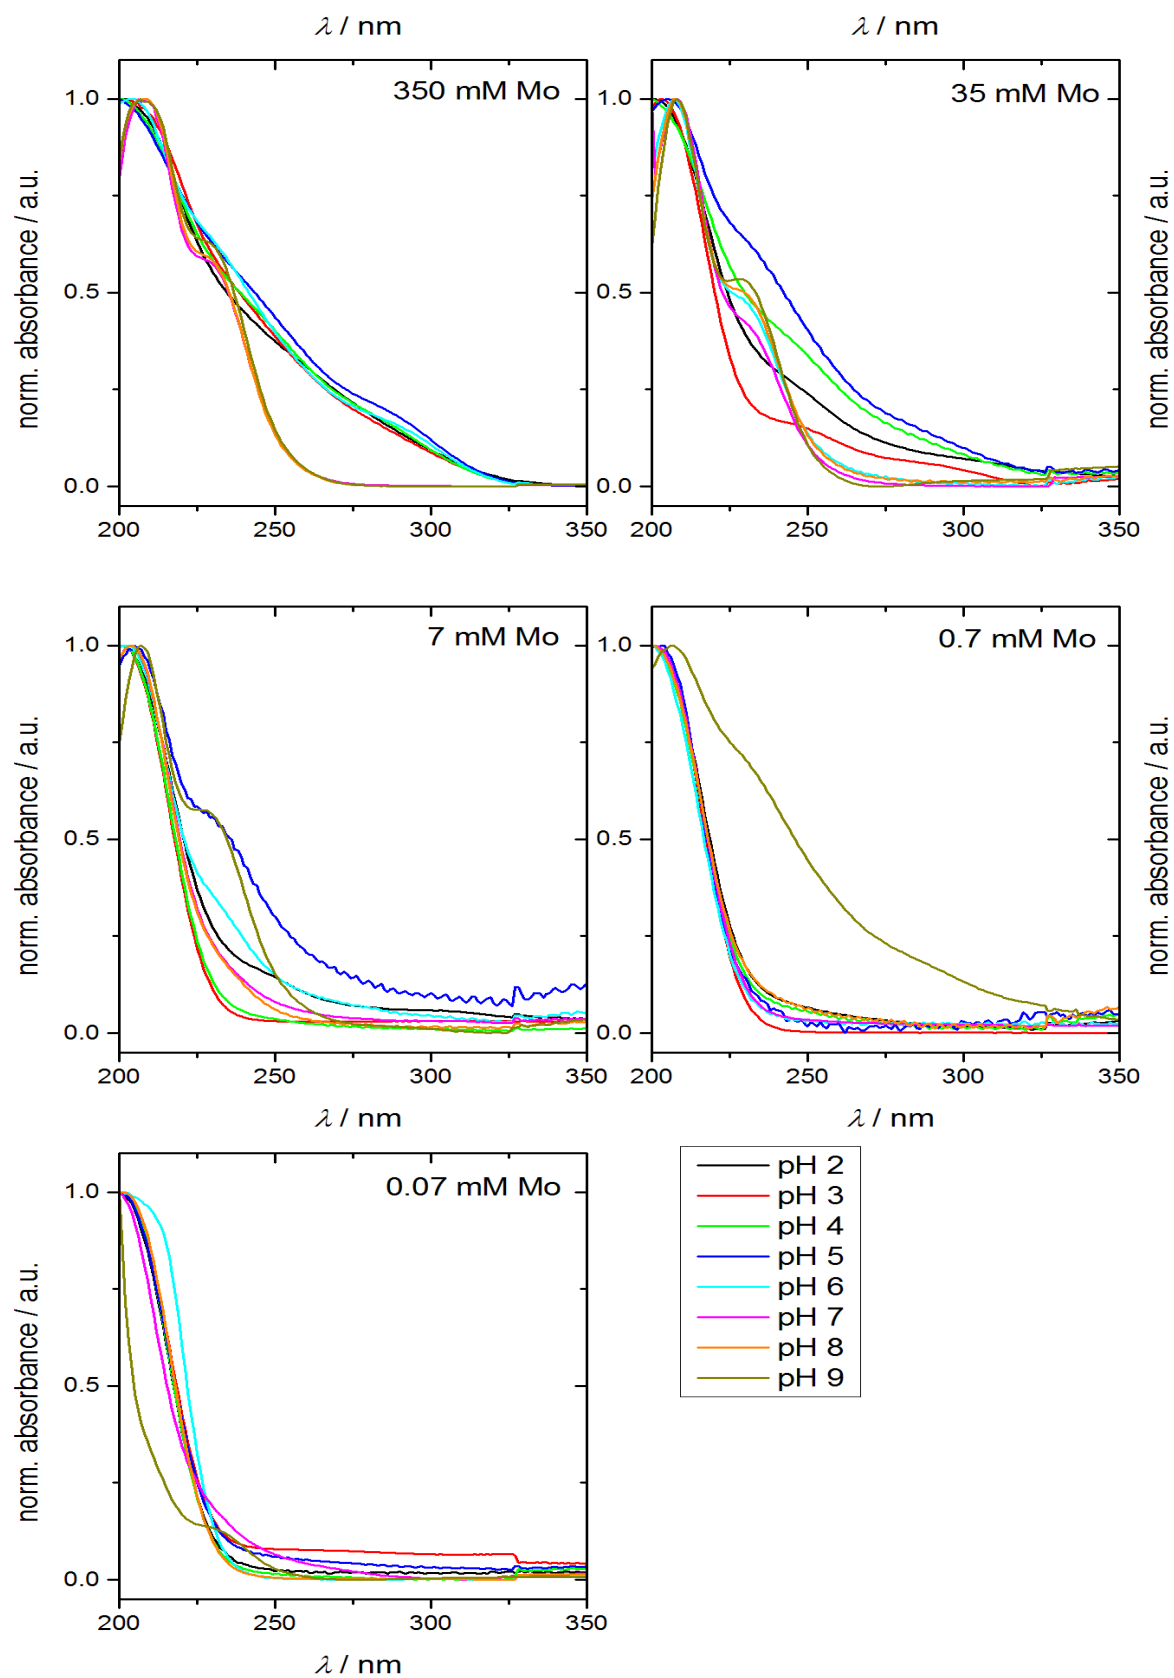 λ / nm
λ / nm
350 mM Mo
35 mM Mo
norm. absorbance / a.u.
norm. absorbance / a.u.
1.0
0.5
0.0
1.0
0.5
0.0
200 250 300 350
200 250 300 350
7 mM Mo
0.7 mM Mo
norm. absorbance / a.u.
norm. absorbance / a.u.
1.0
0.5
0.0
1.0
0.5
0.0
200 250 300 350
200 250 300 350
λ / nm
λ / nm
0.07 mM Mo
norm. absorbance / a.u.
1.0
0.5
0.0
200 250 300 350
λ / nm
pH 2
pH 3
pH 4
pH 5
pH 6
pH 7
pH 8
pH 9